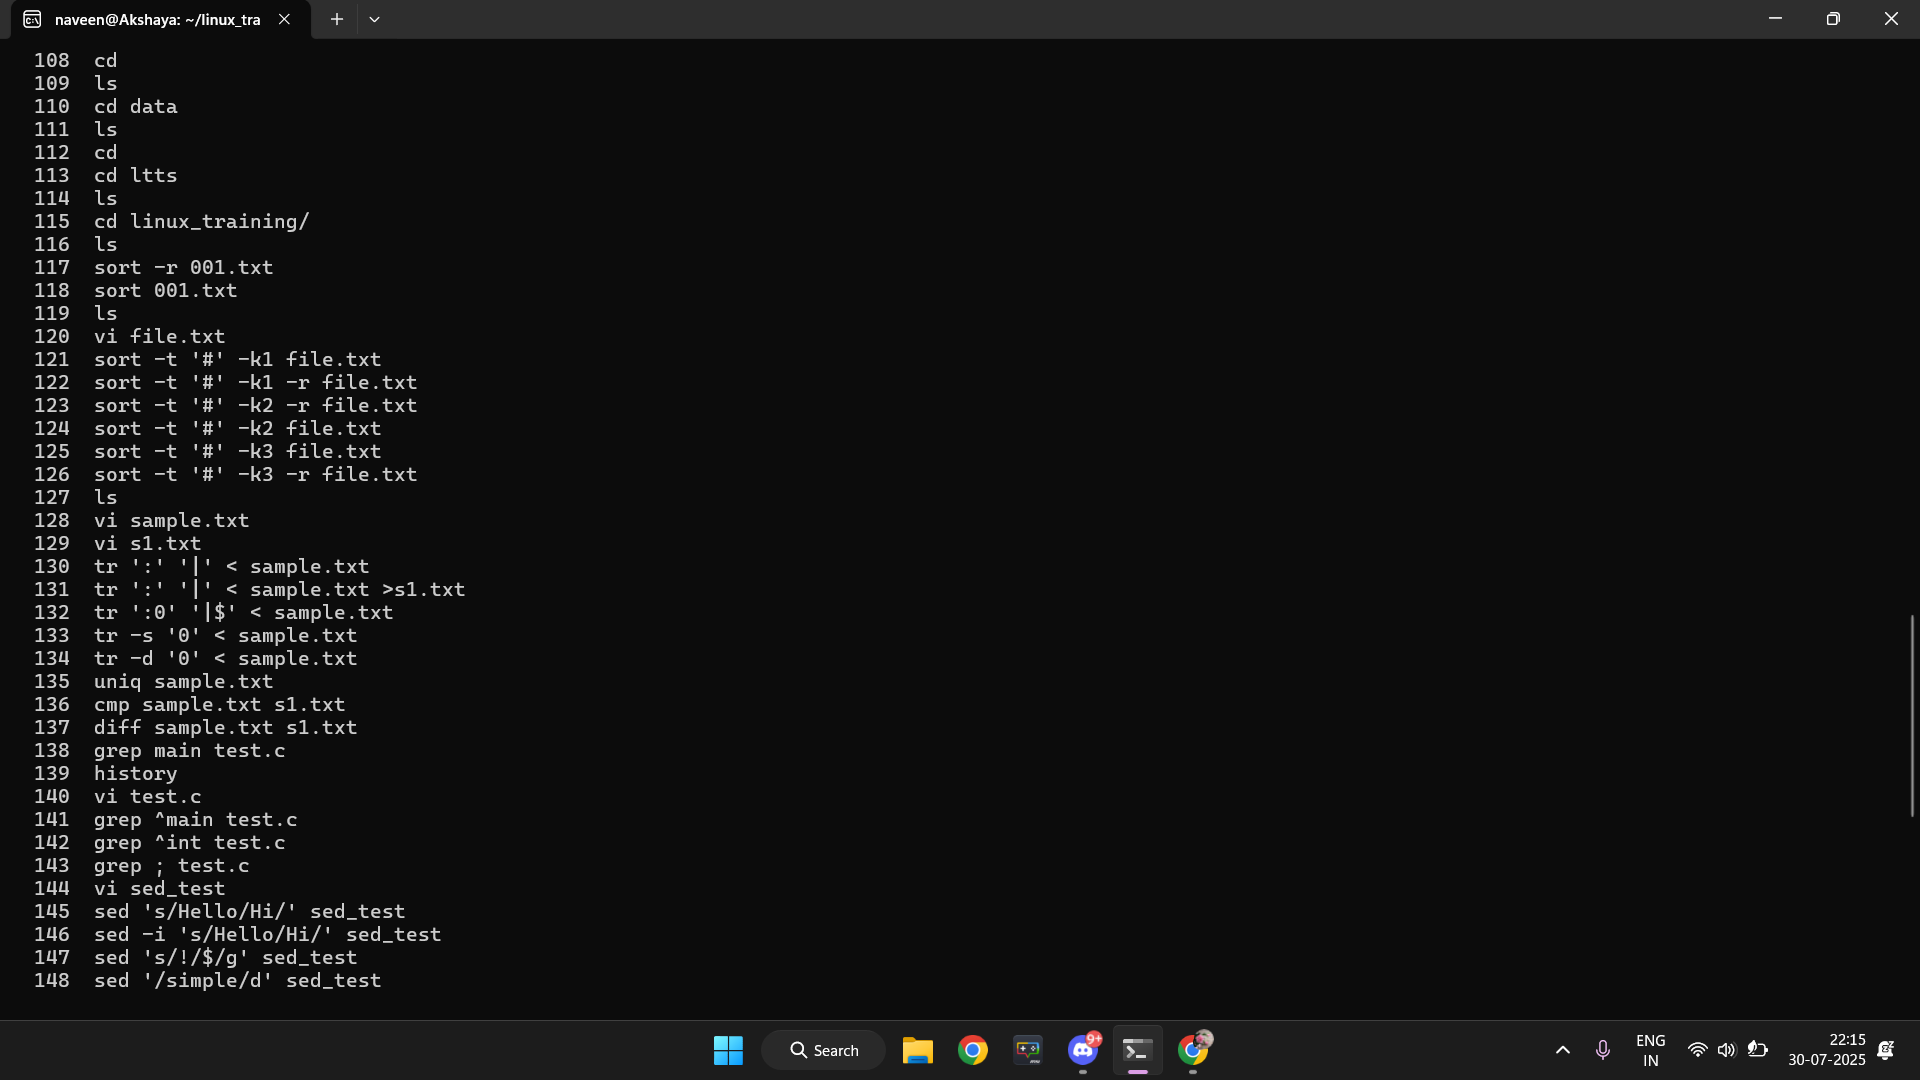 naveen@Akshaya: ~/linux_tra
108 cd
109 ls
110 cd data
111 ls
112 cd
113 cd ltts
114 ls
115 cd linux_training/
116 ls
117 sort -r 001.txt
118 sort 001.txt
119 ls
120 vi file.txt
121 sort -t '#' -k1 file.txt
122 sort -t '#' -k1 -r file.txt
123 sort -t '#' -k2 -r file.txt
124 sort -t '#' -k2 file.txt
125 sort -t '#' -k3 file.txt
126 sort -t '#' -k3 -r file.txt
127 ls
128 vi sample.txt
129 vi s1.txt
130 tr ':' '|' < sample.txt
131 tr ':' '|' < sample.txt >s1.txt
132 tr ':0' '|$' < sample.txt
133 tr -s '0' < sample.txt
134 tr -d '0' < sample.txt
135 uniq sample.txt
136 cmp sample.txt s1.txt
137 diff sample.txt s1.txt
138 grep main test.c
139 history
140 vi test.c
141 grep ^main test.c
142 grep ^int test.c
143 grep ; test.c
144 vi sed_test
145 sed 's/Hello/Hi/' sed_test
146 sed -i 's/Hello/Hi/' sed_test
147 sed 's/!/$/g' sed_test
148 sed '/simple/d' sed_test
Search
9+
ENG
IN
22:15
30-07-2025